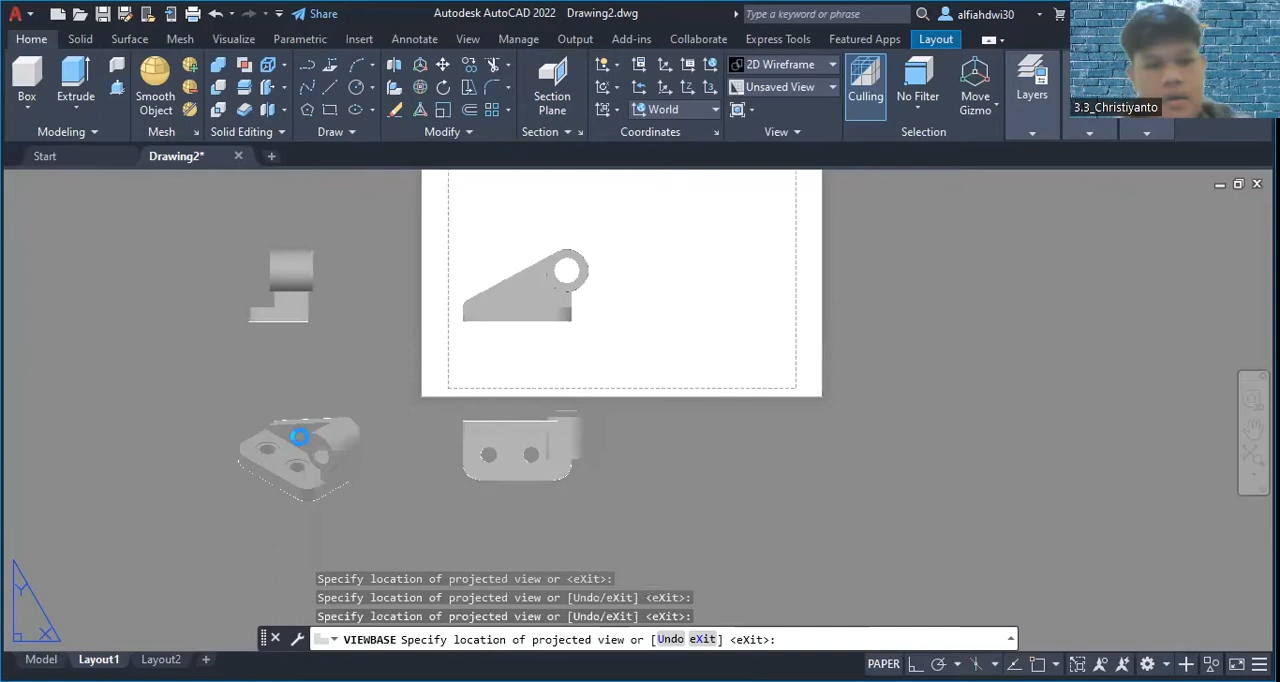 Share
Autodesk AutoCAD 2022 Drawing2.dwg
Type a keyword or phrase
alfiahdwi30
Home Solid Surface Mesh Visualize Parametric Insert Annotate View Manage Output Add-ins Collaborate Express Tools Featured Apps Layout
2D Wireframe
Unsaved View
World
Box Extrude Smooth Object Section Plane Culling No Filter Move Gizmo Layers
3.3_Christiyanto
Modeling Mesh Solid Editing Draw Modify Section Coordinates View Selection
Start Drawing2*
Y
X
Specify location of projected view or <eXit>:
Specify location of projected view or [Undo/eXit] <eXit>:
Specify location of projected view or [Undo/eXit] <eXit>:
VIEWBASE Specify location of projected view or [Undo eXit] <eXit>:
Model Layout1 Layout2 PAPER